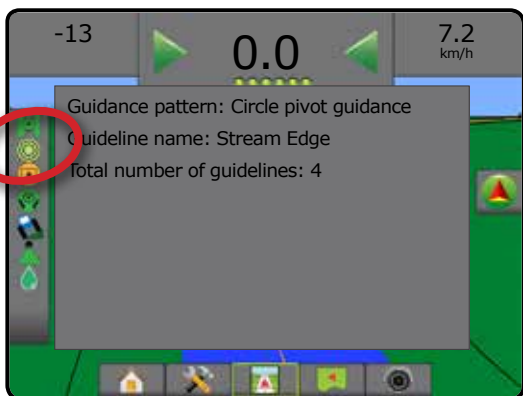 -13
0.0
7.2
km/h
Guidance pattern: Circle pivot guidance
Guideline name: Stream Edge
Total number of guidelines: 4